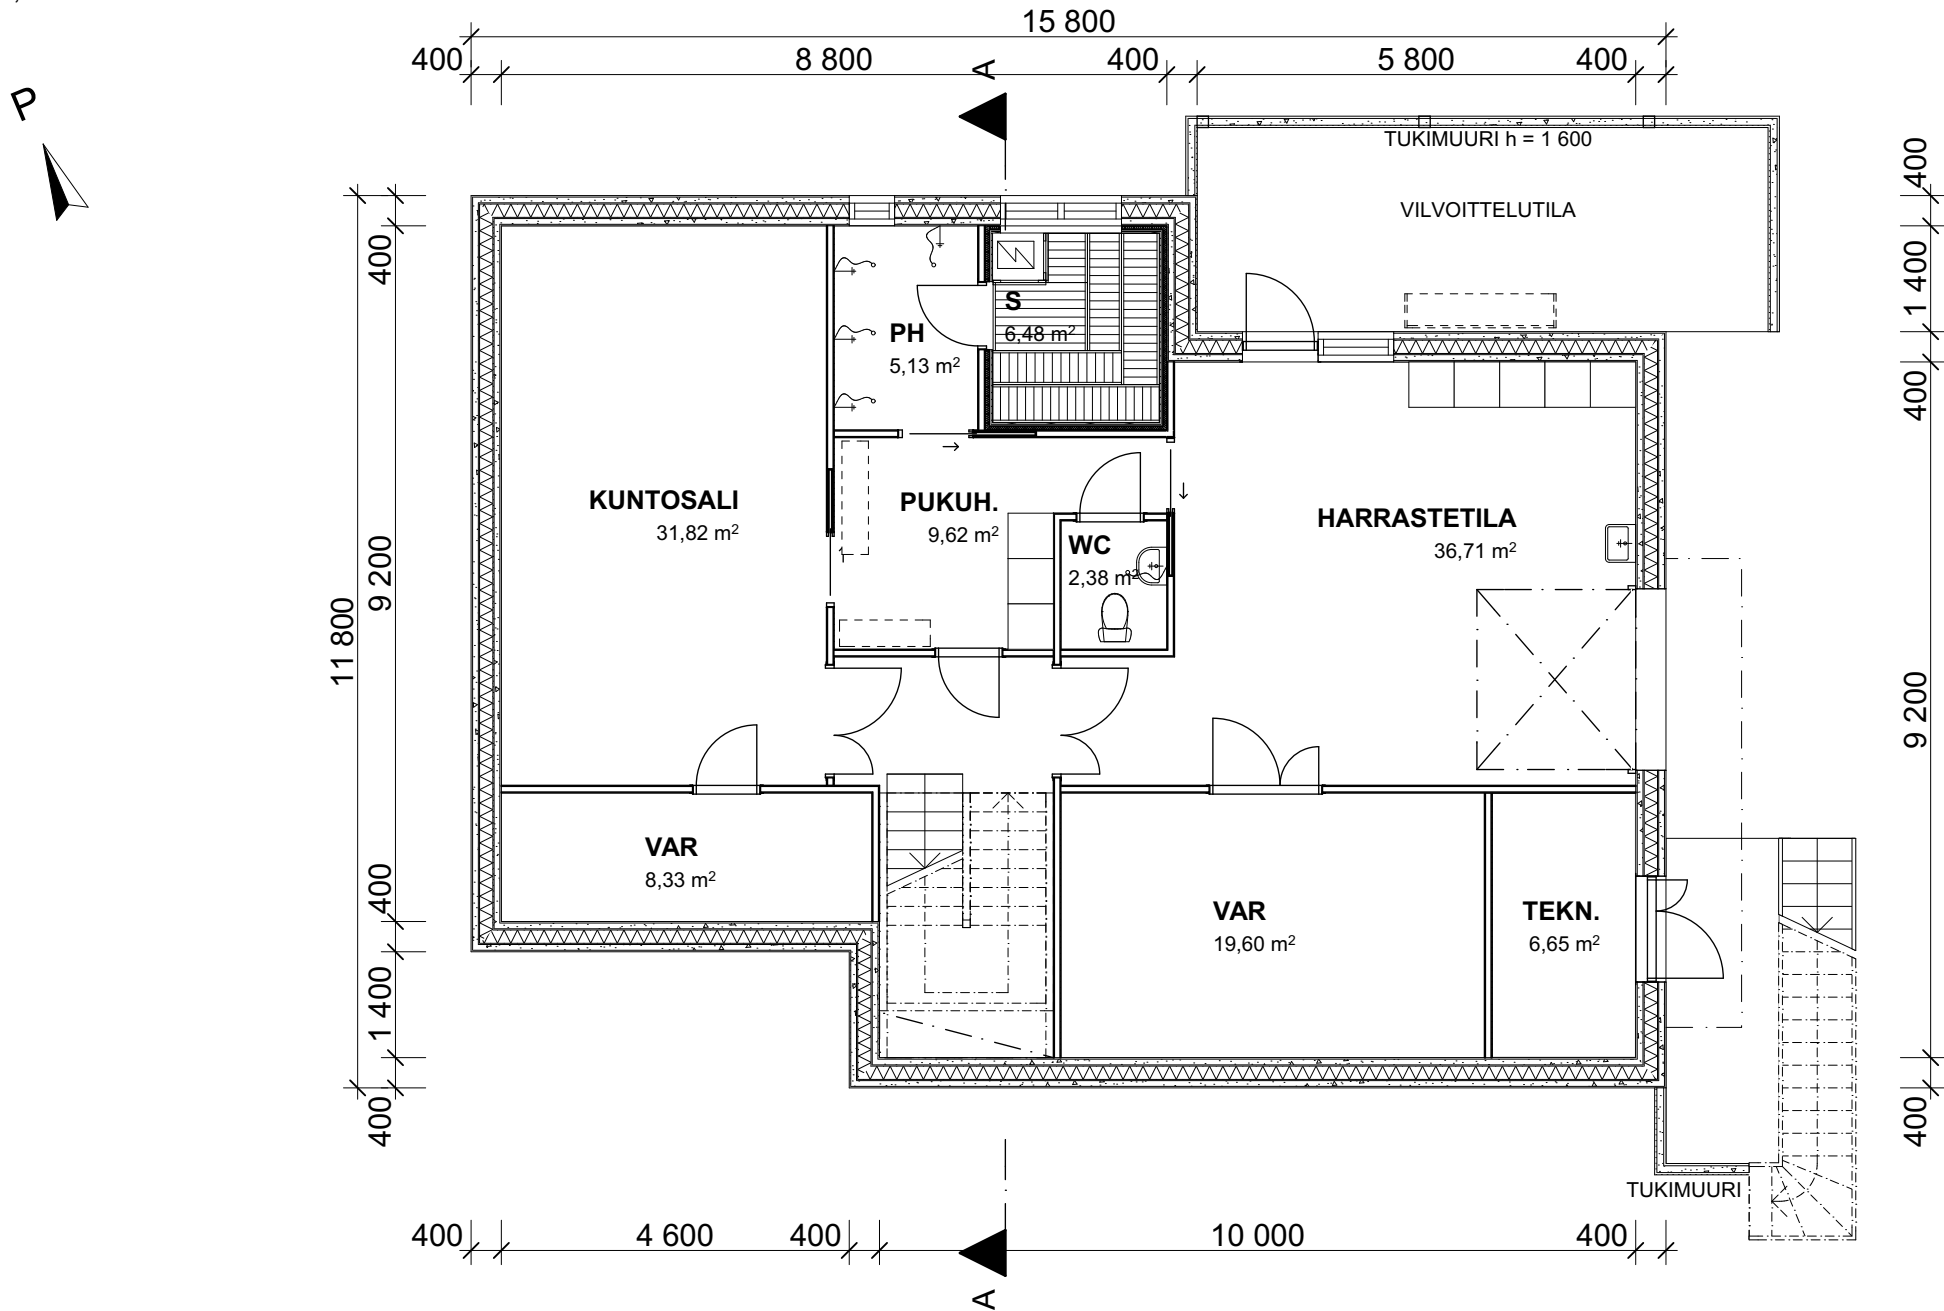 15 800
400 8 800 400 5 800 400
A
P
TUKIMUURI h = 1 600
400
VILVOITTELUTILA
400
1 400
S
6,48 m²
PH
5,13 m²
400
KUNTOSALI
31,82 m²
PUKUH.
9,62 m²
HARRASTETILA
36,71 m²
WC
2,38 m²
9 200
11 800
9 200
VAR
8,33 m²
400
VAR
19,60 m²
TEKN.
6,65 m²
1 400
400
400
TUKIMUURI
400 4 600 400 10 000 400
A